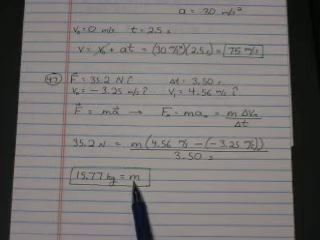 a = 30 m/s²
v₀ = 0 m/s t = 2.5 s
v = v₀ + at = (30 m/s²)(2.5 s) = 75 m/s
47) F⃗ = 35.2 N î Δt = 3.50 s
v₀ = -3.25 m/s î v_f = 4.56 m/s î
F⃗ = ma⃗ → Fₓ = maₓ = m Δvₓ / Δt
35.2 N = m (4.56 m/s - (-3.25 m/s)) / 3.50 s
15.77 kg = m